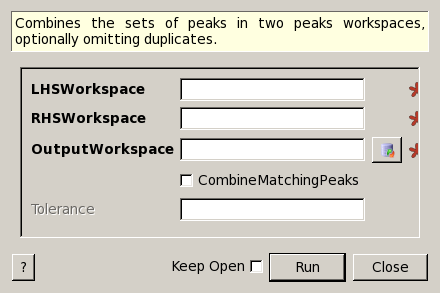 Combines the sets of peaks in two peaks workspaces,
optionally omitting duplicates.
LHSWorkspace
RHSWorkspace
OutputWorkspace
CombineMatchingPeaks
Tolerance
? Keep Open Run Close